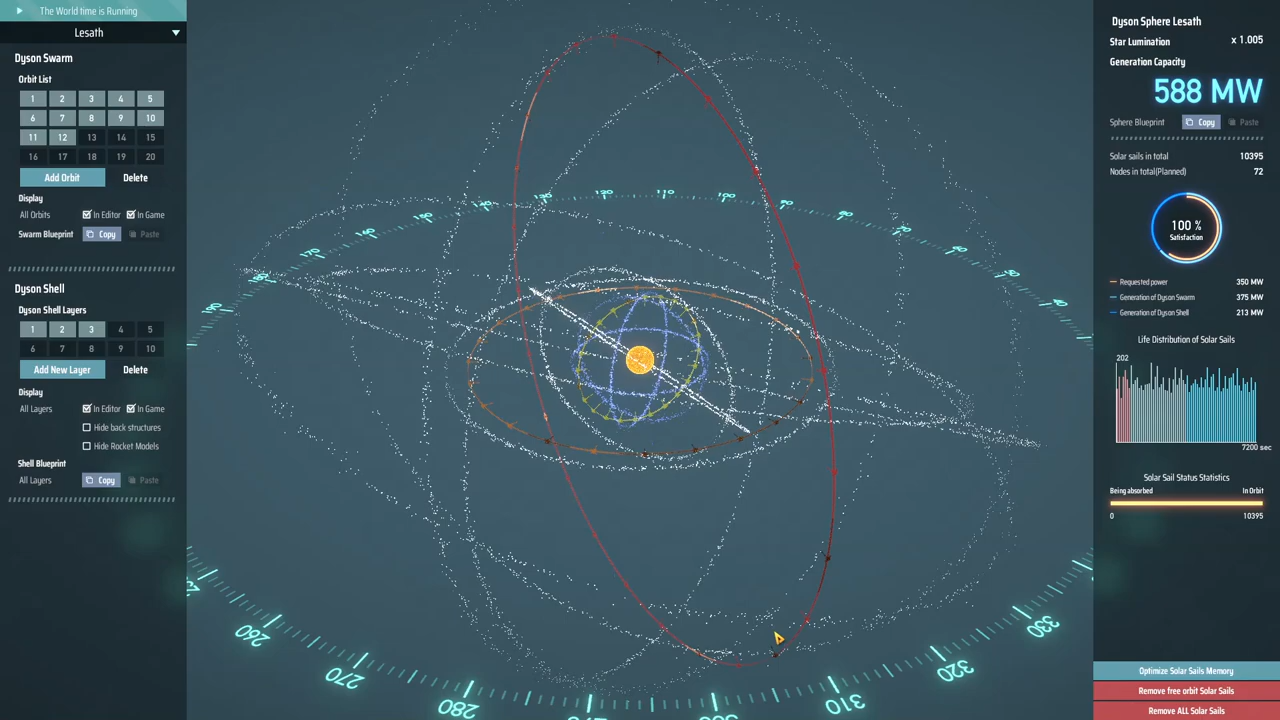 The World time is Running
Lesath
Dyson Swarm
Orbit List
1 2 3 4 5
6 7 8 9 10
11 12 13 14 15
16 17 18 19 20
Add Orbit Delete
Display
All Orbits In Editor In Game
Swarm Blueprint Copy Paste
Dyson Shell
Dyson Shell Layers
1 2 3 4 5
6 7 8 9 10
Add New Layer Delete
Display
All Layers In Editor In Game
Hide back structures
Hide Rocket Models
Shell Blueprint
All Layers Copy Paste
130 120 110 100
170
260
270
280
310
320
330
Dyson Sphere Lesath
Star Lumination x 1.005
Generation Capacity
588 MW
Sphere Blueprint Copy Paste
Solar sails in total 10395
Nodes in total(Planned) 72
100 %
Satisfaction
Requested power 350 MW
Generation of Dyson Swarm 375 MW
Generation of Dyson Shell 213 MW
Life Distribution of Solar Sails
202
7200 sec
Solar Sail Status Statistics
Being absorbed In Orbit
0 10395
Optimize Solar Sails Memory
Remove free orbit Solar Sails
Remove ALL Solar Sails